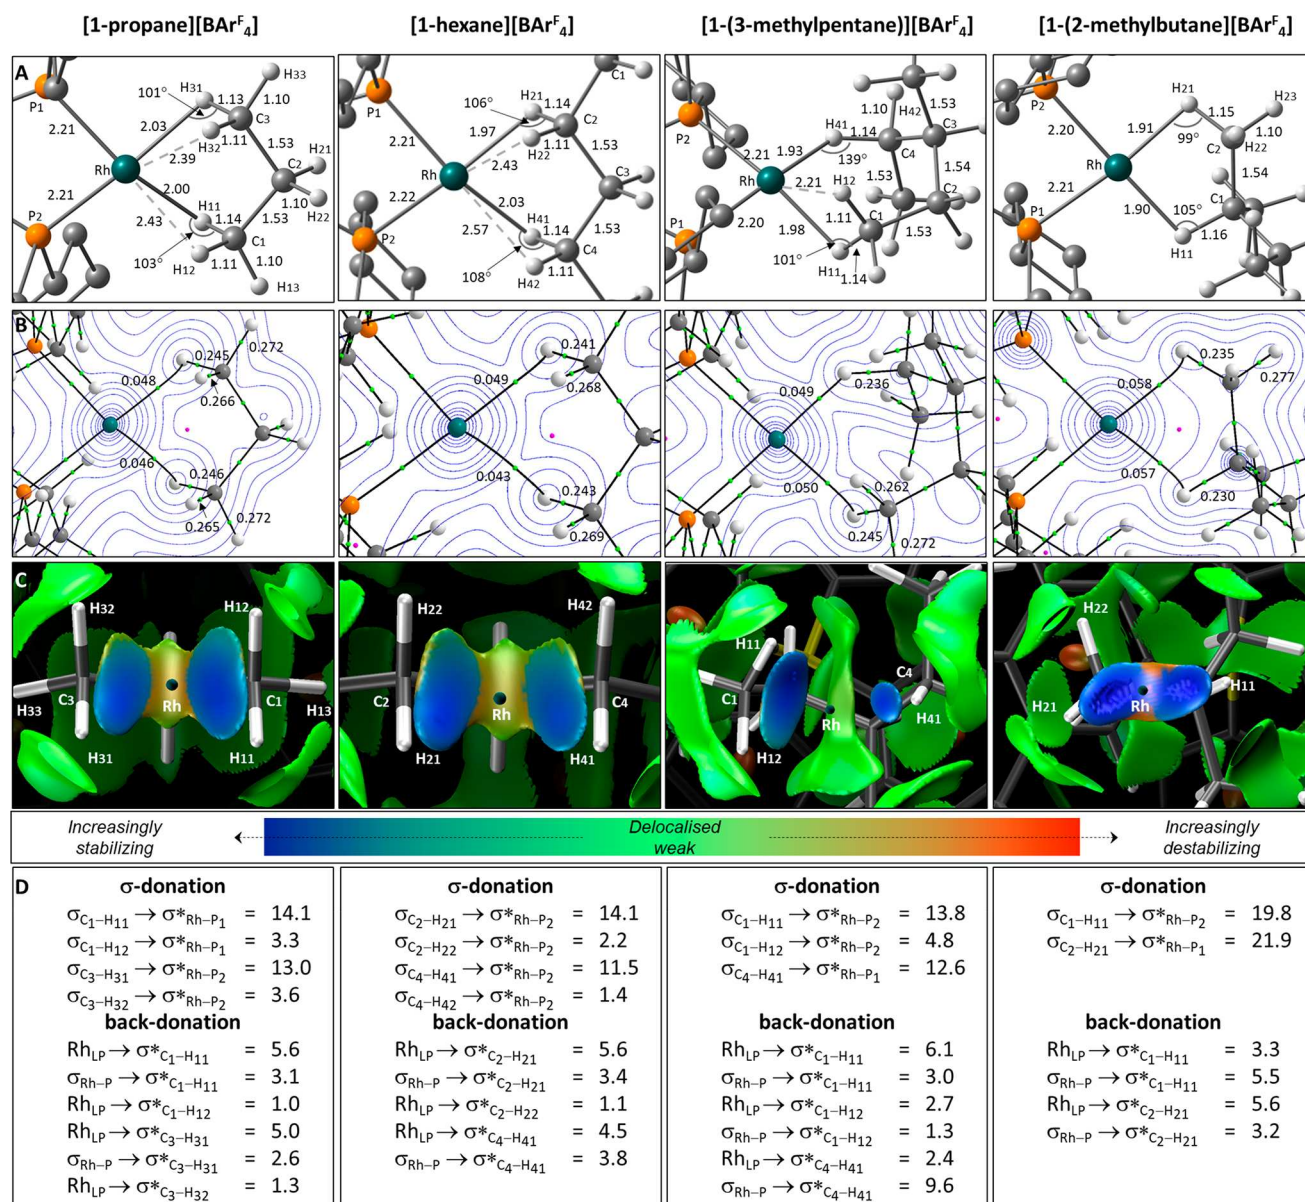 [1-propane][BArF4]
[1-hexane][BArF4]
[1-(3-methylpentane)][BArF4]
[1-(2-methylbutane][BArF4]
A
P1
2.21
Rh
2.21
P2
101°
H31
1.13
H33
1.10
C3
2.03
H32
1.11
2.39
1.53
H21
C2
2.00
1.10
H22
H11
2.43
1.14
1.53
C1
103°
H12
1.11
1.10
H13
P1
2.21
Rh
2.22
P2
C1
H21
106°
1.14
C2
1.97
H22
1.11
2.43
1.53
C3
2.03
H41
2.57
1.14
1.53
C4
108°
1.11
H42
P2
2.21
Rh
2.20
P1
1.10
H42
1.53
H41
1.14
C3
1.93
139°
C4
2.21
H12
1.53
1.54
C2
1.11
C1
1.53
1.98
101°
H11
1.14
P2
2.20
Rh
2.21
P1
H21
1.15
H23
1.91
99°
1.10
C2
H22
1.54
1.90
105°
C1
H11
1.16
B
0.245
0.272
0.048
0.266
0.046
0.246
0.265
0.272
0.241
0.049
0.268
0.043
0.243
0.269
0.049
0.236
0.050
0.262
0.245
0.272
0.235
0.058
0.277
0.057
0.230
C
H32
H12
C3
Rh
C1
H33
H13
H31
H11
H22
H42
C2
Rh
C4
H21
H41
H11
C4
C1
Rh
H41
H12
H22
H21
Rh
H11
Increasingly
stabilizing
Delocalised
weak
Increasingly
destabilizing
D
σ-donation
σC1–H11 → σ*Rh–P1 = 14.1
σC1–H12 → σ*Rh–P1 = 3.3
σC3–H31 → σ*Rh–P2 = 13.0
σC3–H32 → σ*Rh–P2 = 3.6
back-donation
RhLP → σ*C1–H11 = 5.6
σRh–P → σ*C1–H11 = 3.1
RhLP → σ*C1–H12 = 1.0
RhLP → σ*C3–H31 = 5.0
σRh–P → σ*C3–H31 = 2.6
RhLP → σ*C3–H32 = 1.3
σ-donation
σC2–H21 → σ*Rh–P2 = 14.1
σC2–H22 → σ*Rh–P2 = 2.2
σC4–H41 → σ*Rh–P2 = 11.5
σC4–H42 → σ*Rh–P2 = 1.4
back-donation
RhLP → σ*C2–H21 = 5.6
σRh–P → σ*C2–H21 = 3.4
RhLP → σ*C2–H22 = 1.1
RhLP → σ*C4–H41 = 4.5
σRh–P → σ*C4–H41 = 3.8
σ-donation
σC1–H11 → σ*Rh–P2 = 13.8
σC1–H12 → σ*Rh–P2 = 4.8
σC4–H41 → σ*Rh–P1 = 12.6
back-donation
RhLP → σ*C1–H11 = 6.1
σRh–P → σ*C1–H11 = 3.0
RhLP → σ*C1–H12 = 2.7
σRh–P → σ*C1–H12 = 1.3
RhLP → σ*C4–H41 = 2.4
σRh–P → σ*C4–H41 = 9.6
σ-donation
σC1–H11 → σ*Rh–P2 = 19.8
σC2–H21 → σ*Rh–P1 = 21.9
back-donation
RhLP → σ*C1–H11 = 3.3
σRh–P → σ*C1–H11 = 5.5
RhLP → σ*C2–H21 = 5.6
σRh–P → σ*C2–H21 = 3.2